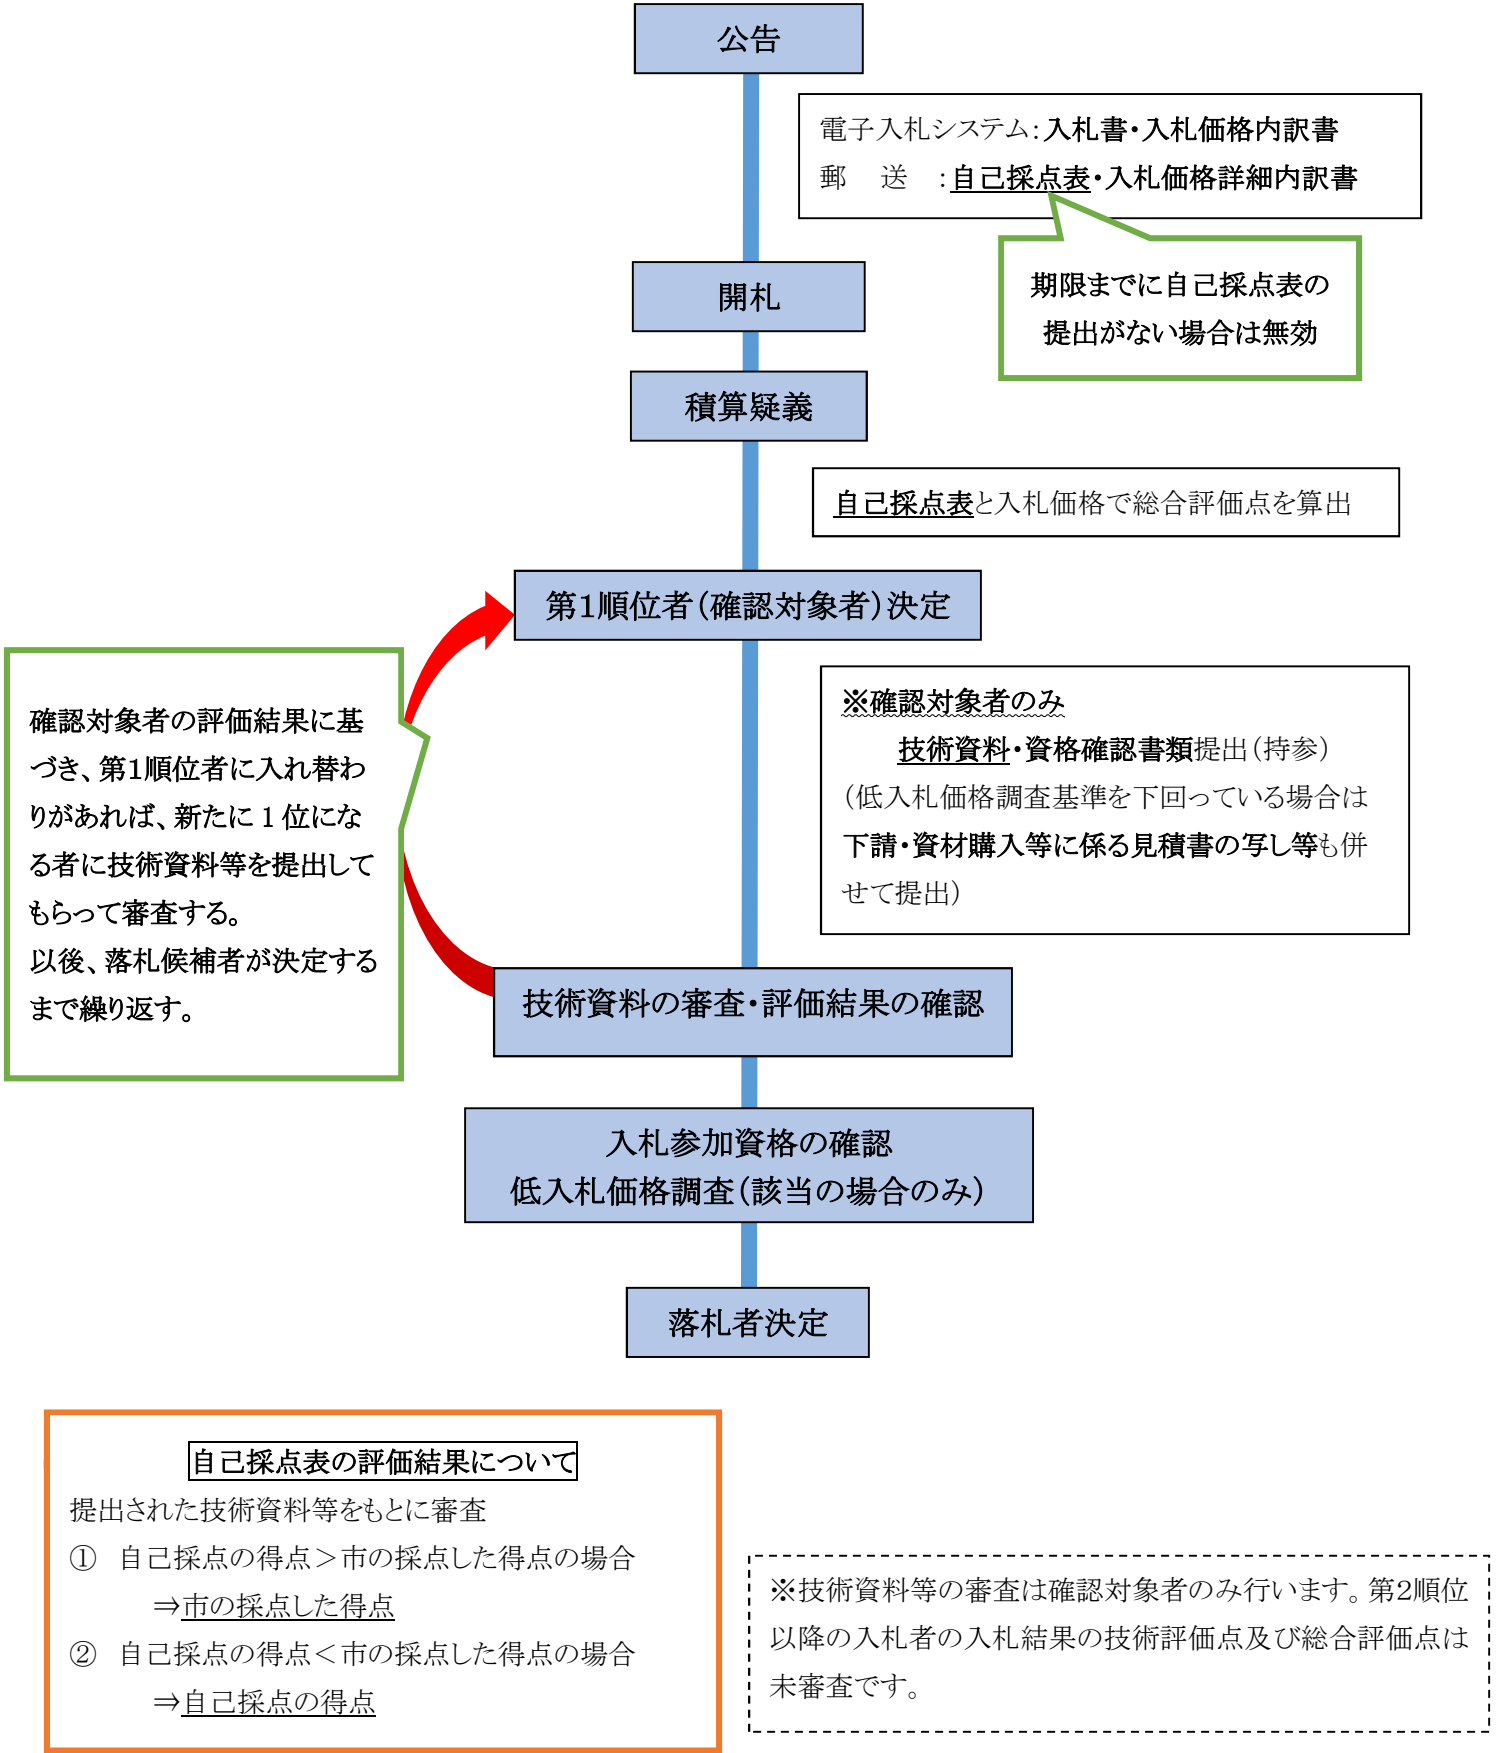 公告
電子入札システム：入札書・入札価格内訳書
郵　送　：自己採点表・入札価格詳細内訳書
期限までに自己採点表の
提出がない場合は無効
開札
積算疑義
自己採点表と入札価格で総合評価点を算出
第１順位者（確認対象者）決定
※確認対象者のみ
技術資料・資格確認書類提出（持参）
（低入札価格調査基準を下回っている場合は
下請・資材購入等に係る見積書の写し等も併
せて提出）
確認対象者の評価結果に基
づき、第１順位者に入れ替わ
りがあれば、新たに 1 位にな
る者に技術資料等を提出して
もらって審査する。
以後、落札候補者が決定する
まで繰り返す。
技術資料の審査・評価結果の確認
入札参加資格の確認
低入札価格調査（該当の場合のみ）
落札者決定
自己採点表の評価結果について
提出された技術資料等をもとに審査
①　自己採点の得点＞市の採点した得点の場合
⇒市の採点した得点
②　自己採点の得点＜市の採点した得点の場合
⇒自己採点の得点
※技術資料等の審査は確認対象者のみ行います。第２順位
以降の入札者の入札結果の技術評価点及び総合評価点は
未審査です。